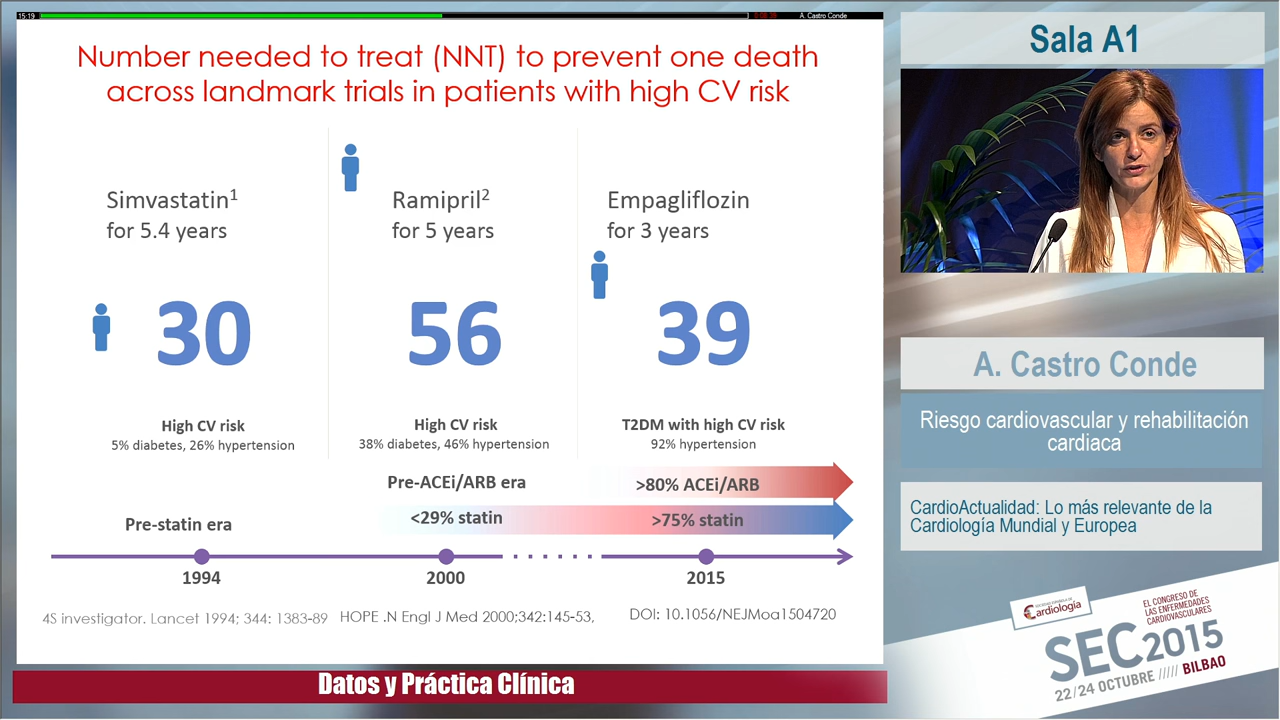 15:19
A. Castro Conde
Number needed to treat (NNT) to prevent one death
across landmark trials in patients with high CV risk
Simvastatin1
for 5.4 years
30
High CV risk
5% diabetes, 26% hypertension
Ramipril2
for 5 years
56
High CV risk
38% diabetes, 46% hypertension
Empagliflozin
for 3 years
39
T2DM with high CV risk
92% hypertension
Pre-ACEi/ARB era
>80% ACEi/ARB
Pre-statin era
<29% statin
>75% statin
1994
2000
2015
4S investigator. Lancet 1994; 344: 1383-89
HOPE .N Engl J Med 2000;342:145-53,
DOI: 10.1056/NEJMoa1504720
Datos y Práctica Clínica
Sala A1
A. Castro Conde
Riesgo cardiovascular y rehabilitación
cardiaca
CardioActualidad: Lo más relevante de la
Cardiología Mundial y Europea
SOCIEDAD ESPAÑOLA DE
Cardiología
EL CONGRESO
DE LAS ENFERMEDADES
CARDIOVASCULARES
SEC2015
22/24 OCTUBRE ///// BILBAO